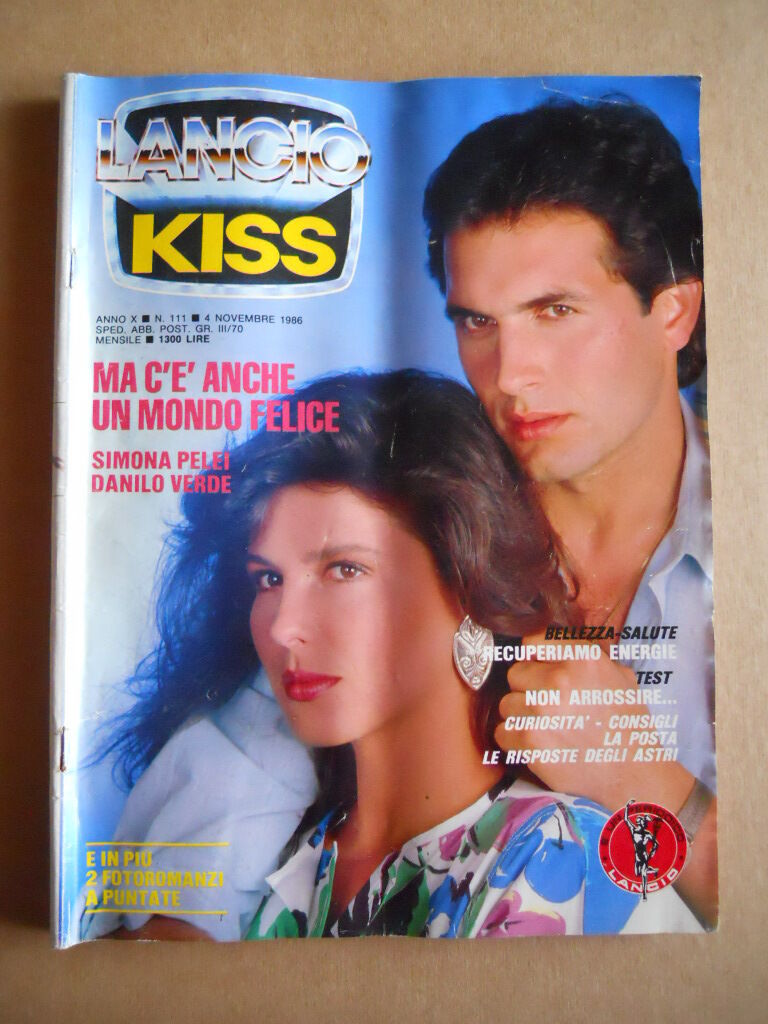 LANCIO
KISS
ANNO X ■ N. 111 ■ 4 NOVEMBRE 1986
SPED. ABB. POST. GR. III/70
MENSILE ■ 1300 LIRE
MA C'E' ANCHE
UN MONDO FELICE
SIMONA PELEI
DANILO VERDE
BELLEZZA-SALUTE
RECUPERIAMO ENERGIE
TEST
NON ARROSSIRE...
CURIOSITA' - CONSIGLI
LA POSTA
LE RISPOSTE DEGLI ASTRI
E IN PIÙ
2 FOTOROMANZI
A PUNTATE
È UN PERIODICO
LANCIO